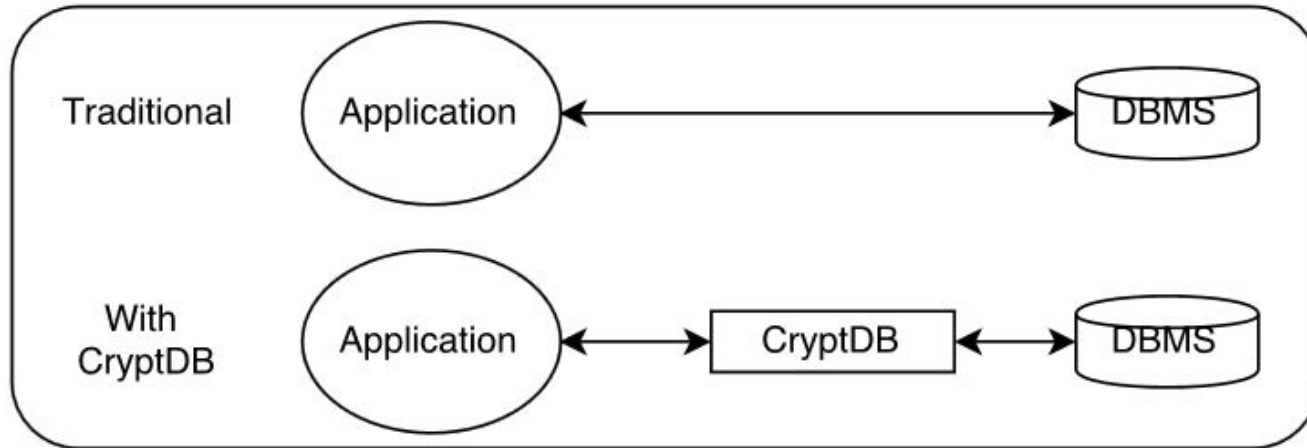 Traditional
Application
DBMS
With
CryptDB
Application
CryptDB
DBMS